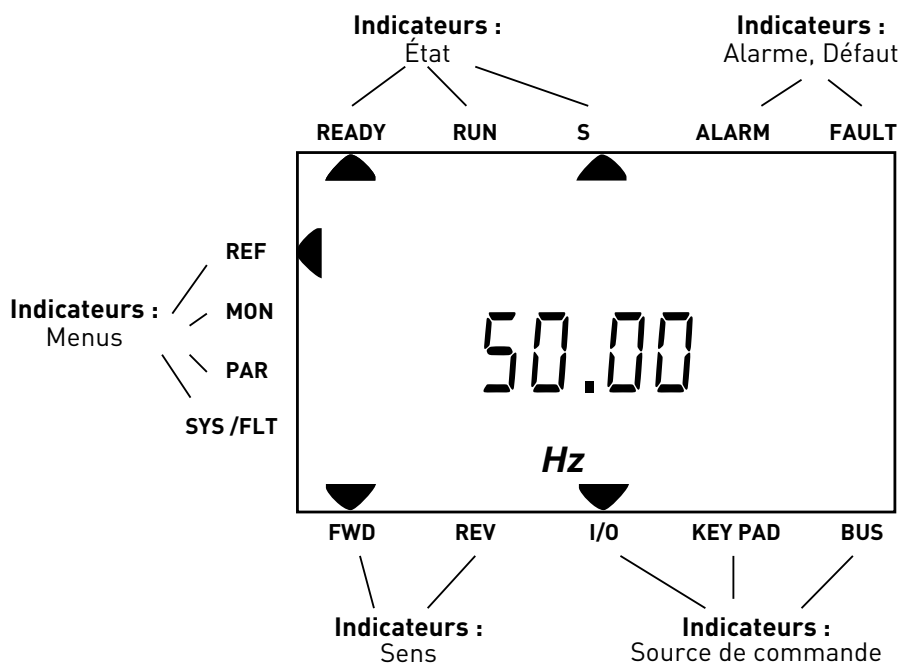 Indicateurs :
État
Indicateurs :
Alarme, Défaut
READY RUN S ALARM FAULT
REF
Indicateurs :
Menus
MON
PAR
SYS /FLT
50.00
Hz
FWD REV I/O KEY PAD BUS
Indicateurs :
Sens
Indicateurs :
Source de commande